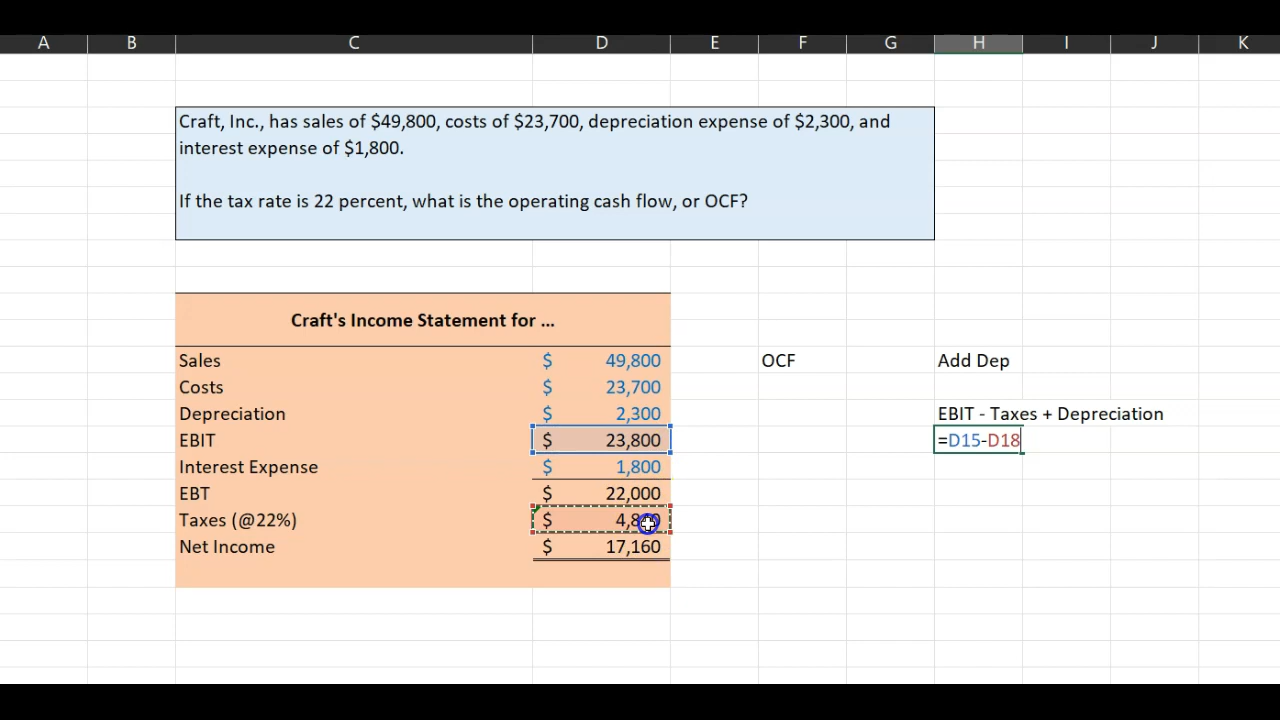 A B C D E F G H I J K
Craft, Inc., has sales of $49,800, costs of $23,700, depreciation expense of $2,300, and
interest expense of $1,800.
If the tax rate is 22 percent, what is the operating cash flow, or OCF?
Craft's Income Statement for ...
Sales $ 49,800 OCF Add Dep
Costs $ 23,700
Depreciation $ 2,300 EBIT - Taxes + Depreciation
EBIT $ 23,800 =D15-D18
Interest Expense $ 1,800
EBT $ 22,000
Taxes (@22%) $
Net Income $ 17,160